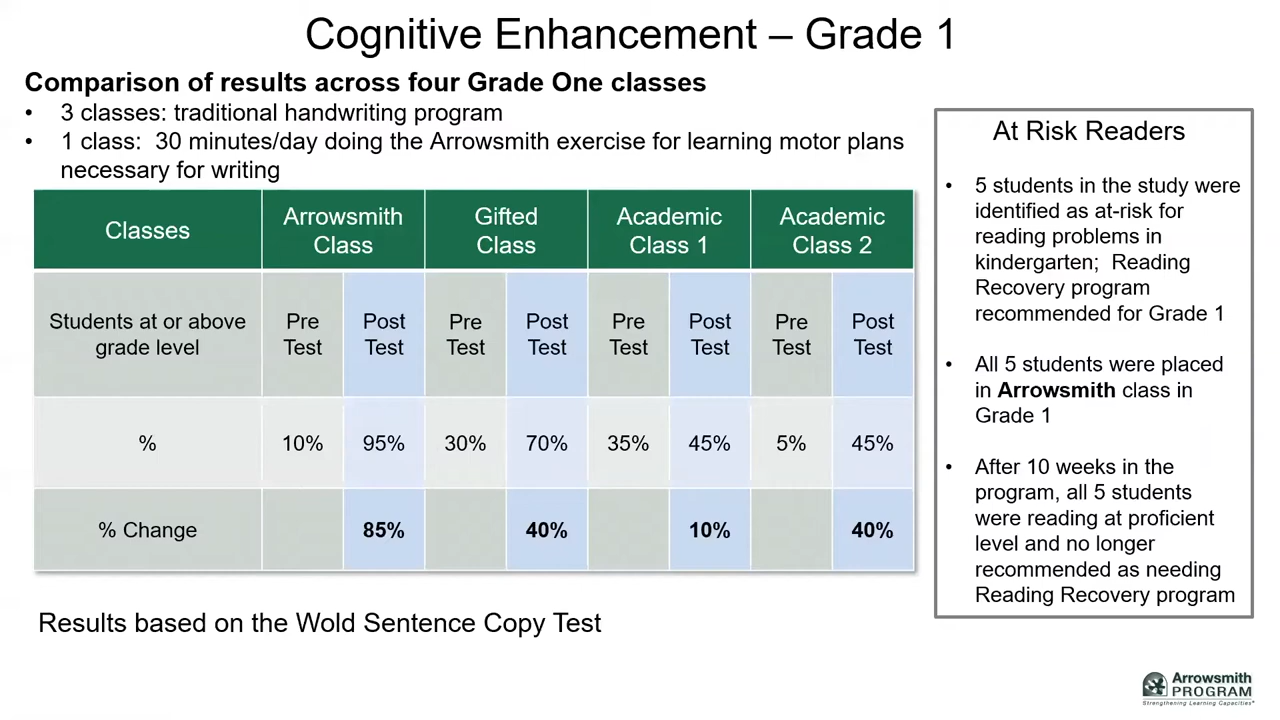 Cognitive Enhancement – Grade 1
Comparison of results across four Grade One classes
• 3 classes: traditional handwriting program
• 1 class: 30 minutes/day doing the Arrowsmith exercise for learning motor plans
necessary for writing
Classes
Arrowsmith
Class
Gifted
Class
Academic
Class 1
Academic
Class 2
Students at or above
grade level
Pre
Test
Post
Test
Pre
Test
Post
Test
Pre
Test
Post
Test
Pre
Test
Post
Test
% 10% 95% 30% 70% 35% 45% 5% 45%
% Change 85% 40% 10% 40%
Results based on the Wold Sentence Copy Test
At Risk Readers
• 5 students in the study were
identified as at-risk for
reading problems in
kindergarten; Reading
Recovery program
recommended for Grade 1
• All 5 students were placed
in Arrowsmith class in
Grade 1
• After 10 weeks in the
program, all 5 students
were reading at proficient
level and no longer
recommended as needing
Reading Recovery program
Arrowsmith
PROGRAM
Strengthening Learning Capacities®